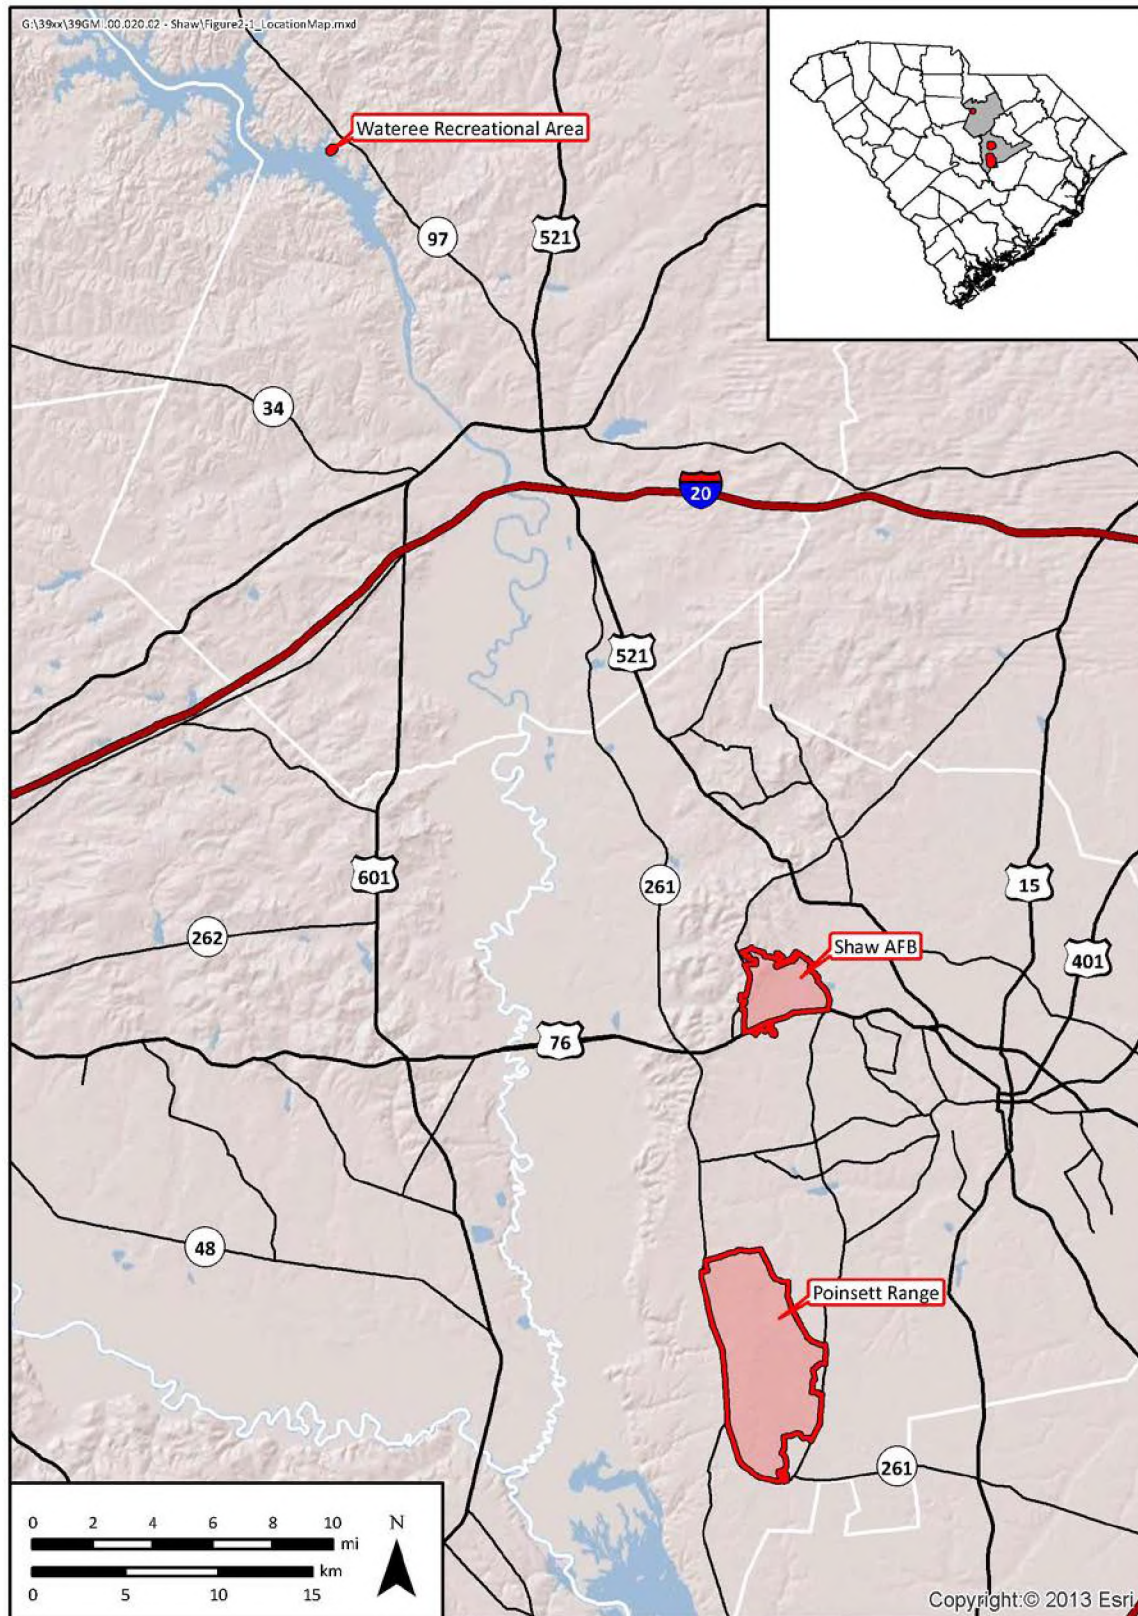 G:\39xx\39GMI.00.020.02 - Shaw\Figure2-1_LocationMap.mxd
Wateree Recreational Area
97
521
34
20
521
601
261
15
262
Shaw AFB
401
76
48
Poinsett Range
261
0 2 4 6 8 10
mi
N
km
0 5 10 15
Copyright:© 2013 Esri